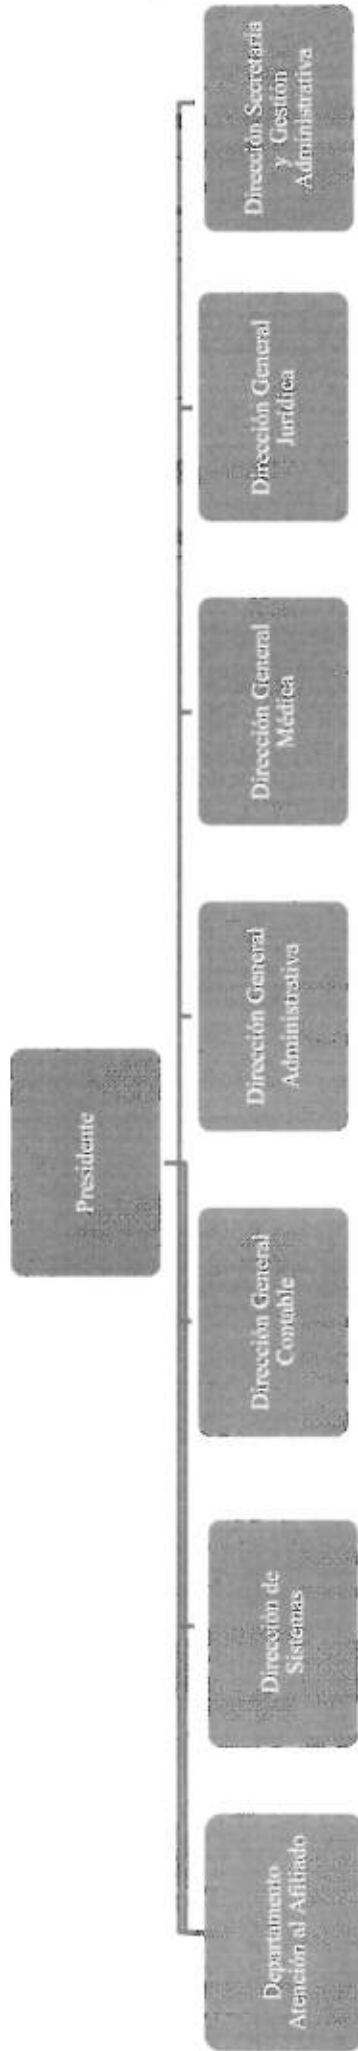 Presidente
Departamento
Atención al Afiliado
Dirección de
Sistemas
Dirección General
Contable
Dirección General
Administrativa
Dirección General
Médica
Dirección General
Jurídica
Dirección Secretaria
y Gestión
Administrativa